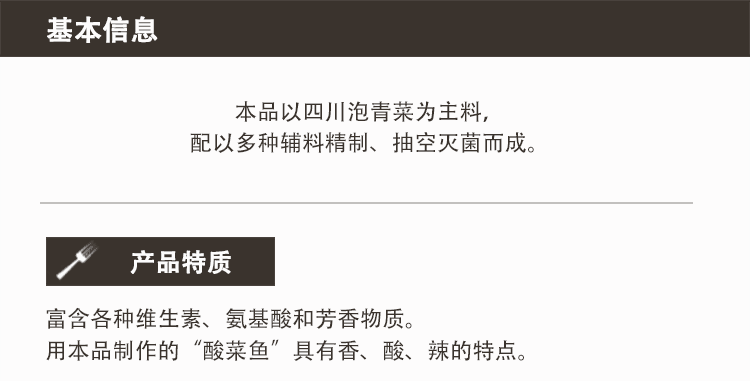 基本信息
本品以四川泡青菜为主料,
配以多种辅料精制、抽空灭菌而成。
产品特质
富含各种维生素、氨基酸和芳香物质。
用本品制作的“酸菜鱼”具有香、酸、辣的特点。